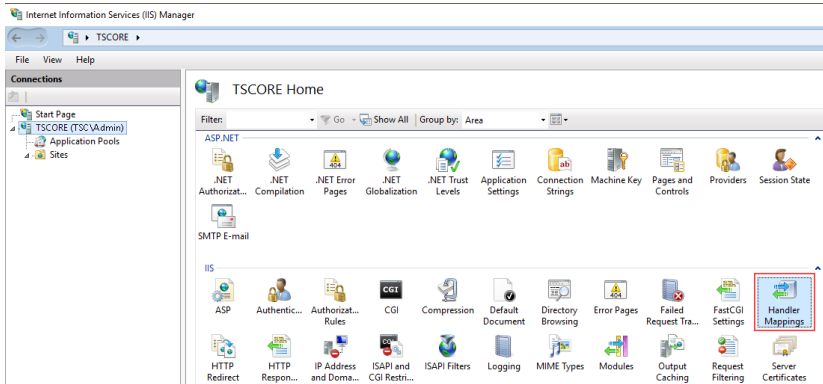 Internet Information Services (IIS) Manager
TSCORE
File View Help
Connections
Start Page
TSCORE (TSC\Admin)
Application Pools
Sites
TSCORE Home
Filter: Go Show All Group by: Area
ASP.NET
.NET Authorizat...
.NET Compilation
.NET Error Pages
.NET Globalization
.NET Trust Levels
Application Settings
Connection Strings
Machine Key
Pages and Controls
Providers
Session State
SMTP E-mail
IIS
ASP
Authentic...
Authorizat... Rules
CGI
CGI
Compression
Default Document
Directory Browsing
404
Error Pages
Failed Request Tra...
FastCGI Settings
Handler Mappings
HTTP Redirect
HTTP Respon...
IP Address and Doma...
ISAPI and CGI Restri...
ISAPI Filters
Logging
MIME Types
Modules
Output Caching
Request Filtering
Server Certificates